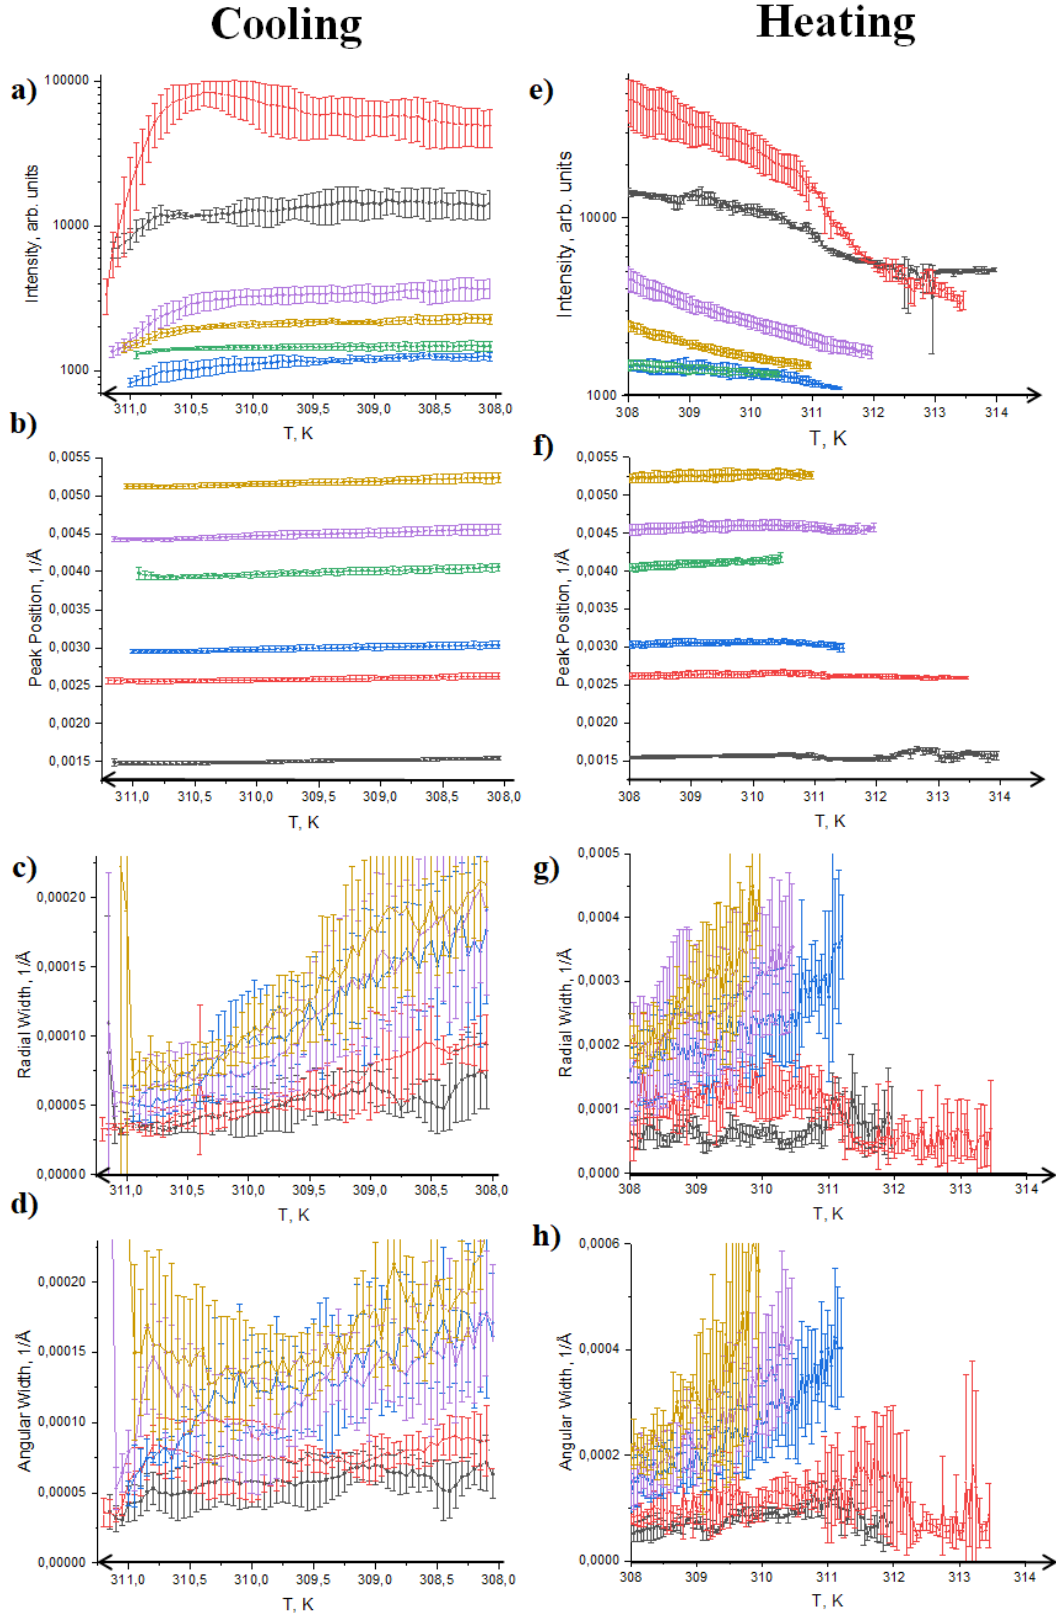 Cooling
Heating
a)
100000
10000
1000
Intensity, arb. units
311,0 310,5 310,0 309,5 309,0 308,5 308,0
T, K
e)
10000
1000
Intensity, arb. units
308 309 310 311 312 313 314
T, K
b)
0,0055
0,0050
0,0045
0,0040
0,0035
0,0030
0,0025
0,0020
0,0015
Peak Position, 1/Å
311,0 310,5 310,0 309,5 309,0 308,5 308,0
T, K
f)
0,0055
0,0050
0,0045
0,0040
0,0035
0,0030
0,0025
0,0020
0,0015
Peak Position, 1/Å
308 309 310 311 312 313 314
T, K
c)
0,00020
0,00015
0,00010
0,00005
0,00000
Radial Width, 1/Å
311,0 310,5 310,0 309,5 309,0 308,5 308,0
T, K
g)
0,0005
0,0004
0,0003
0,0002
0,0001
0,0000
Radial Width, 1/Å
308 309 310 311 312 313 314
T, K
d)
0,00020
0,00015
0,00010
0,00005
0,00000
Angular Width, 1/Å
311,0 310,5 310,0 309,5 309,0 308,5 308,0
T, K
h)
0,0006
0,0004
0,0002
0,0000
Angular Width, 1/Å
308 309 310 311 312 313 314
T, K